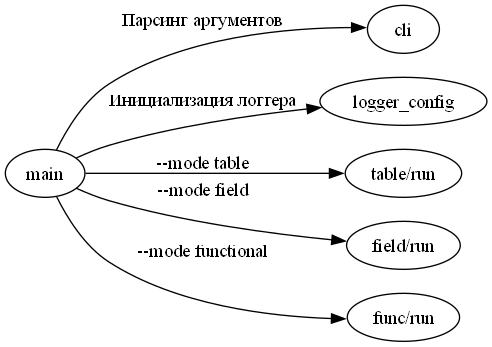 Парсинг аргументов
cli
Инициализация логгера
logger_config
main
--mode table
table/run
--mode field
field/run
--mode functional
func/run